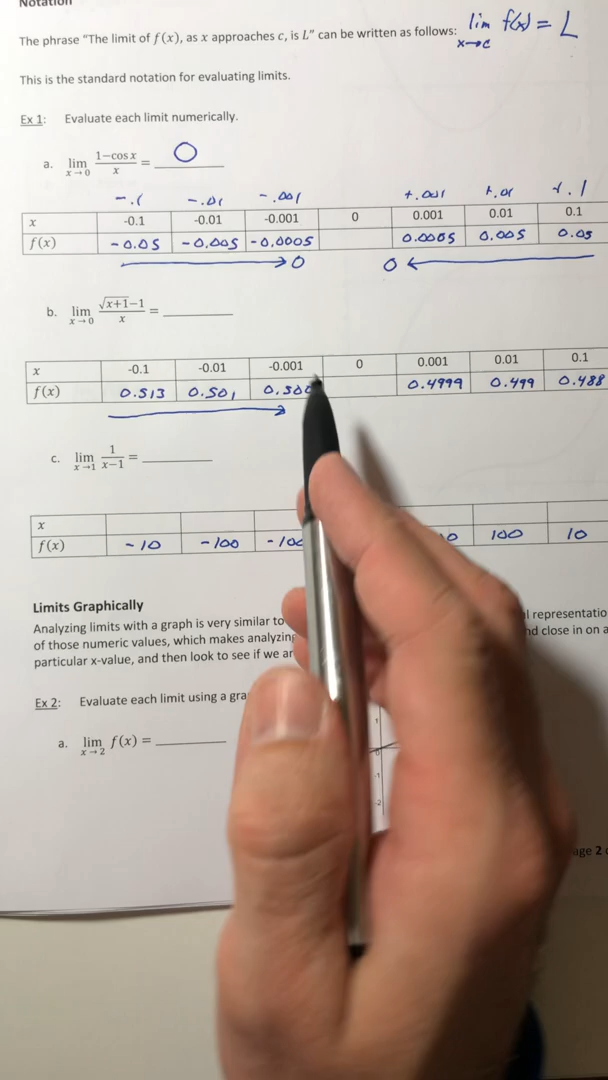 Notation
The phrase "The limit of f(x), as x approaches c, is L" can be written as follows: lim x→c f(x) = L
This is the standard notation for evaluating limits.
Ex 1: Evaluate each limit numerically.
a. lim x→0 1−cos x / x = 0
-.1 -.01 -.001 +.001 +.01 +.1
x -0.1 -0.01 -0.001 0 0.001 0.01 0.1
f(x) -0.05 -0.005 -0.0005 0.0005 0.005 0.05
→0 0←
b. lim x→0 √x+1−1 / x = ____
x -0.1 -0.01 -0.001 0 0.001 0.01 0.1
f(x) 0.513 0.501 0.4999 0.499 0.488
c. lim x→1 1 / x−1 = ____
x
f(x) -10 -100 100 10
Limits Graphically
Analyzing limits with a graph is very similar to
of those numeric values, which makes analyzing
particular x-value, and then look to see if we
close in on a
Ex 2: Evaluate each limit using a
a. lim x→2 f(x) = ____
1
-1
-2
2